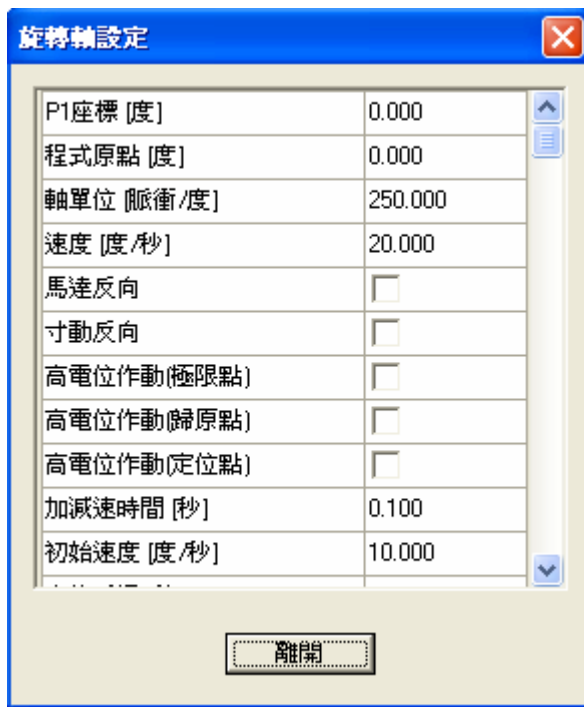 旋轉軸設定
P1座標 [度] 0.000
程式原點 [度] 0.000
軸單位 [脈衝/度] 250.000
速度 [度/秒] 20.000
馬達反向
寸動反向
高電位作動(極限點)
高電位作動(歸原點)
高電位作動(定位點)
加減速時間 [秒] 0.100
初始速度 [度/秒] 10.000
離開